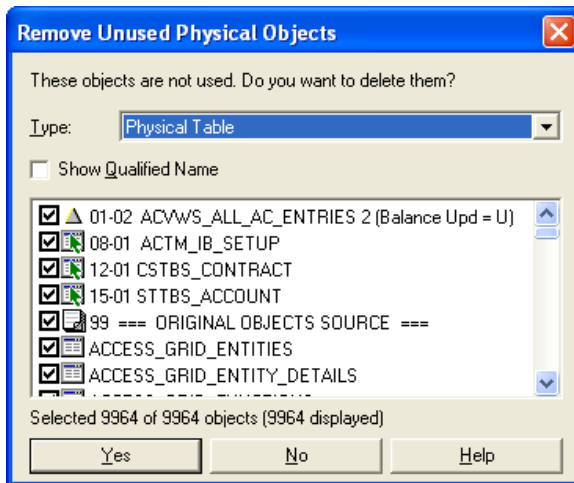 Remove Unused Physical Objects
These objects are not used. Do you want to delete them?
Type: Physical Table
Show Qualified Name
01-02 ACVWS_ALL_AC_ENTRIES 2 (Balance Upd = U)
08-01 ACTM_IB_SETUP
12-01 CSTBS_CONTRACT
15-01 STTBS_ACCOUNT
99 === ORIGINAL OBJECTS SOURCE ===
ACCESS_GRID_ENTITIES
ACCESS_GRID_ENTITY_DETAILS
Selected 9964 of 9964 objects (9964 displayed)
Yes No Help